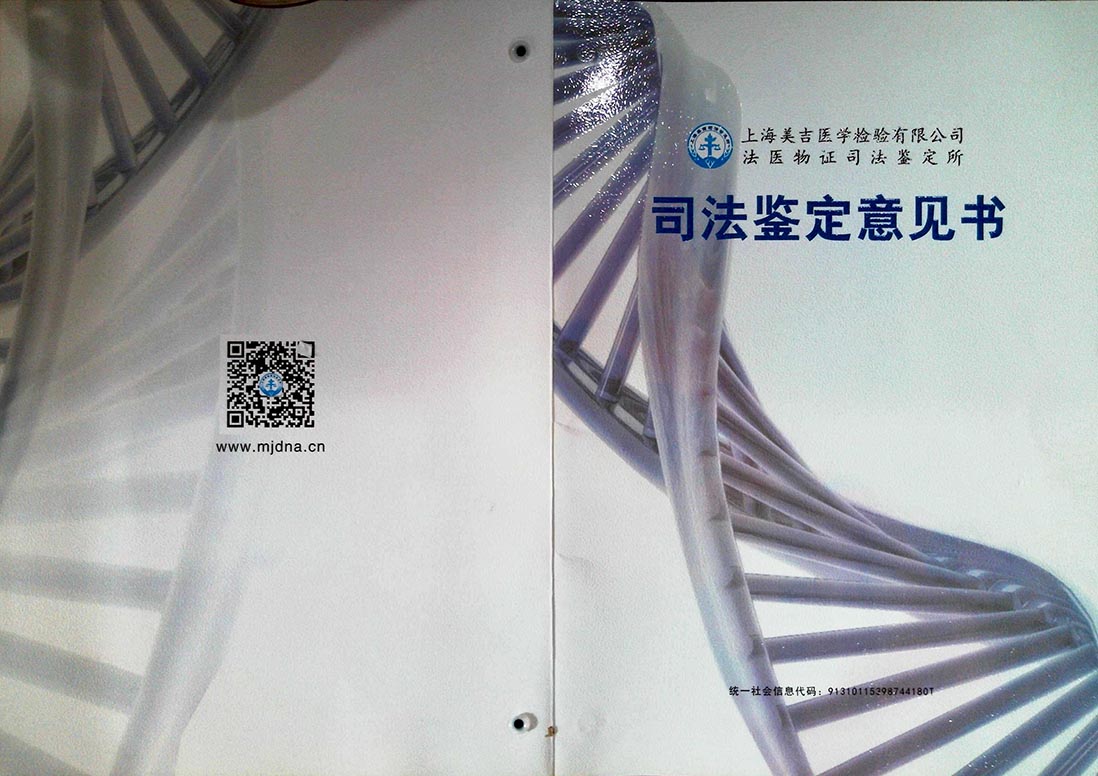 上海美吉医学检验有限公司
法医物证司法鉴定所
司法鉴定意见书
www.mjdna.cn
统一社会信息代码：91310115398744180T